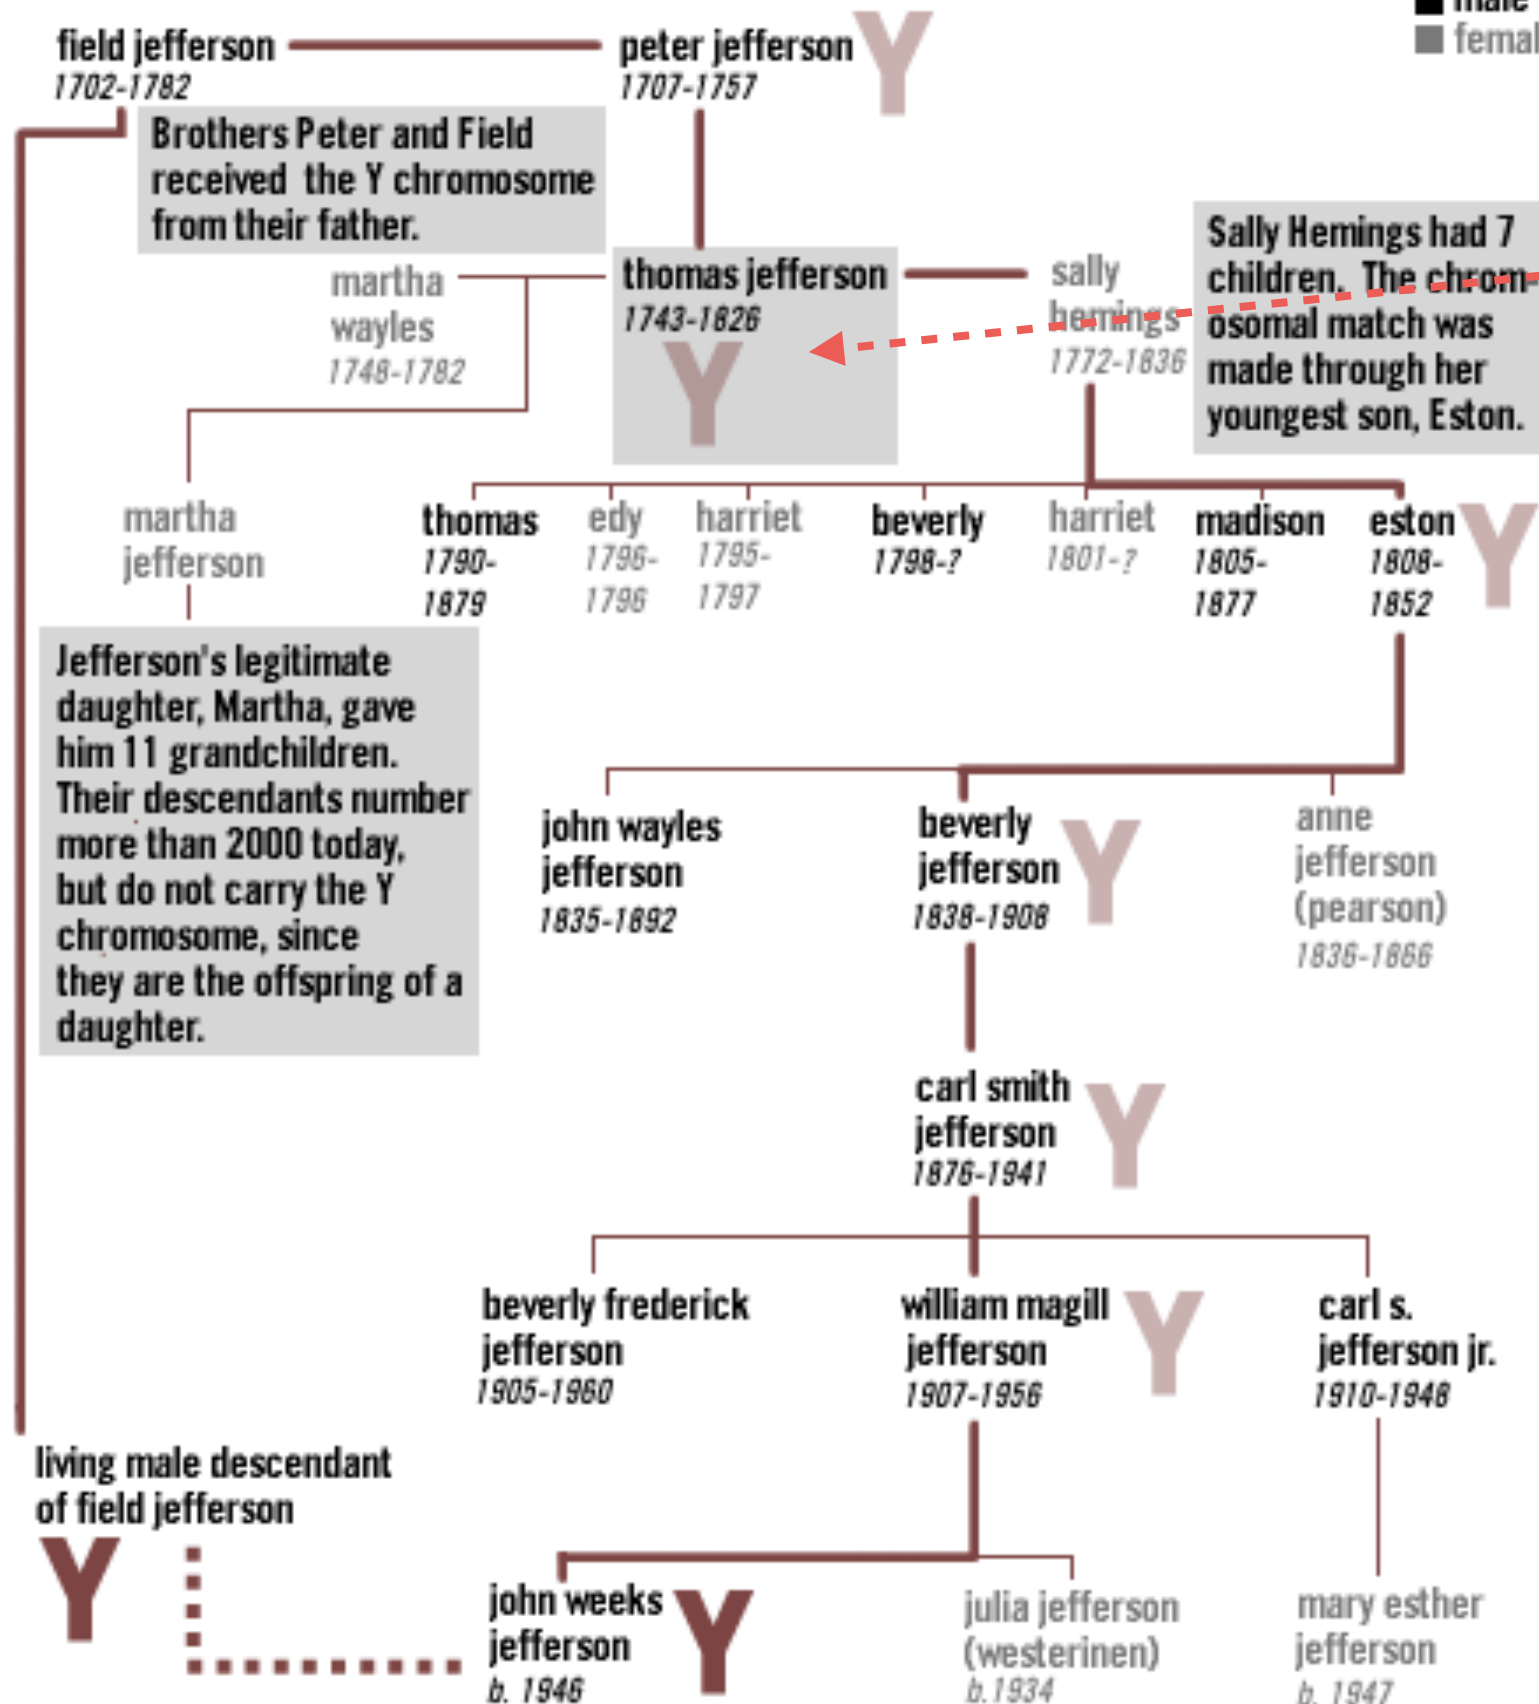 male
field jefferson
1702-1782
peter jefferson
1707-1757
Y
Brothers Peter and Field
received the Y chromosome
from their father.
martha
wayles
1748-1782
thomas jefferson
1743-1826
Y
sally
hemings
1772-1836
Sally Hemings had 7
children. The chrom-
osomal match was
made through her
youngest son, Eston.
martha
jefferson
thomas
1790-
1879
edy
1796-
1796
harriet
1795-
1797
beverly
1798-?
harriet
1801-?
madison
1805-
1877
eston
1808-
1852
Y
Jefferson's legitimate
daughter, Martha, gave
him 11 grandchildren.
Their descendants number
more than 2000 today,
but do not carry the Y
chromosome, since
they are the offspring of a
daughter.
john wayles
jefferson
1835-1892
beverly
jefferson
1838-1908
Y
anne
jefferson
(pearson)
1836-1866
carl smith
jefferson
1876-1941
Y
beverly frederick
jefferson
1905-1960
william magill
jefferson
1907-1956
Y
carl s.
jefferson jr.
1910-1948
living male descendant
of field jefferson
Y
john weeks
jefferson
b. 1946
Y
julia jefferson
(westerinen)
b.1934
mary esther
jefferson
b. 1947